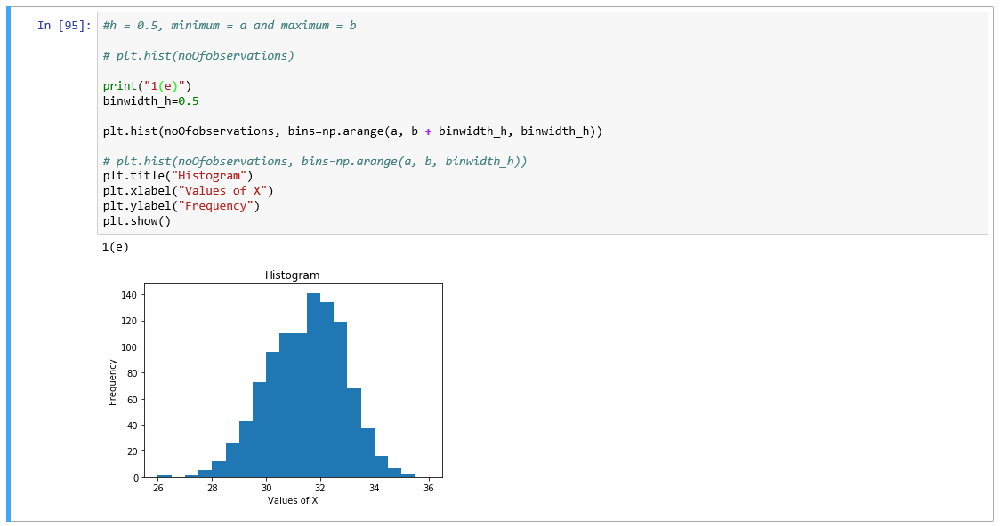 In [95]: #h = 0.5, minimum = a and maximum = b
# plt.hist(noOfobservations)
print("1(e)")
binwidth_h=0.5
plt.hist(noOfobservations, bins=np.arange(a, b + binwidth_h, binwidth_h))
# plt.hist(noOfobservations, bins=np.arange(a, b, binwidth_h))
plt.title("Histogram")
plt.xlabel("Values of X")
plt.ylabel("Frequency")
plt.show()
1(e)
Histogram
140
120
100
80
60
40
20
0
Frequency
26 28 30 32 34 36
Values of X